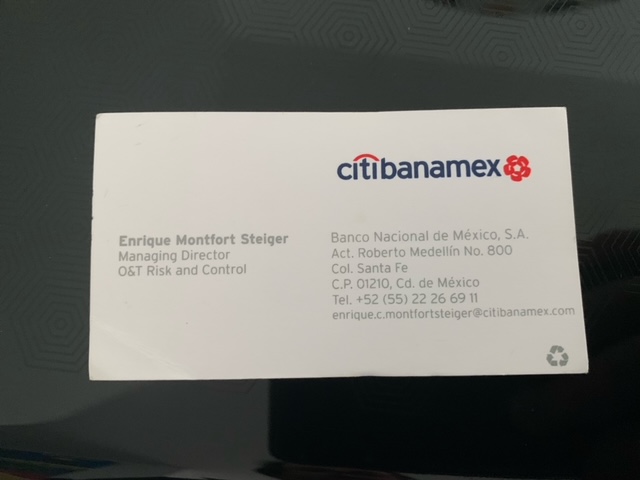 citibanamex
Enrique Montfort Steiger
Managing Director
O&T Risk and Control
Banco Nacional de México, S.A.
Act. Roberto Medellín No. 800
Col. Santa Fe
C.P. 01210, Cd. de México
Tel. +52 (55) 22 26 69 11
enrique.c.montfortsteiger@citibanamex.com